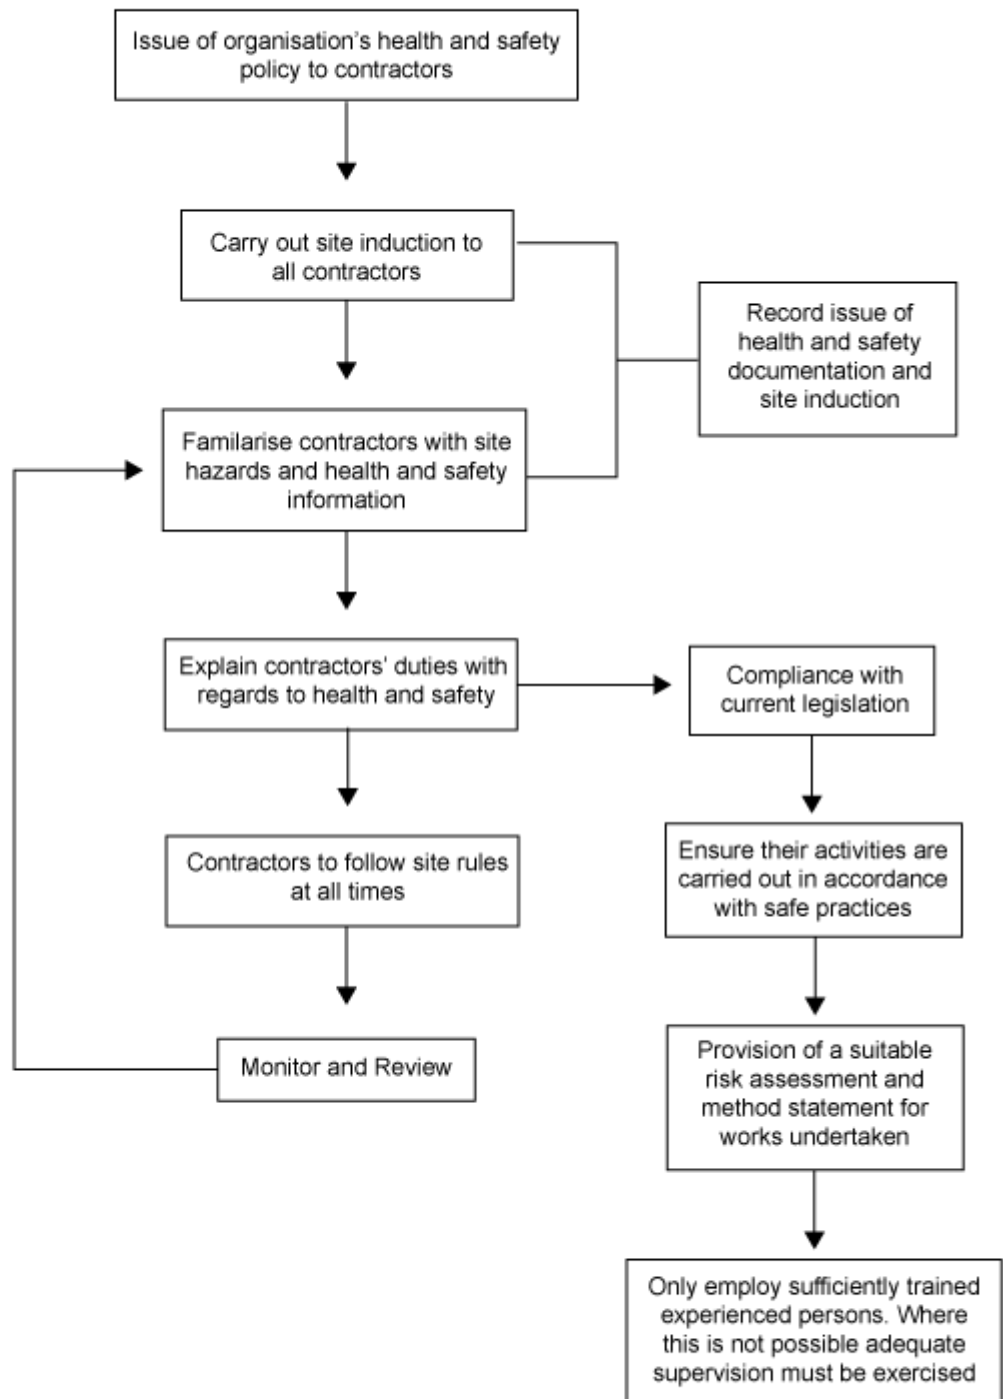 Issue of organisation's health and safety
policy to contractors
Carry out site induction to
all contractors
Record issue of
health and safety
documentation and
site induction
Familarise contractors with site
hazards and health and safety
information
Explain contractors' duties with
regards to health and safety
Compliance with
current legislation
Contractors to follow site rules
at all times
Ensure their activities are
carried out in accordance
with safe practices
Monitor and Review
Provision of a suitable
risk assessment and
method statement for
works undertaken
Only employ sufficiently trained
experienced persons. Where
this is not possible adequate
supervision must be exercised